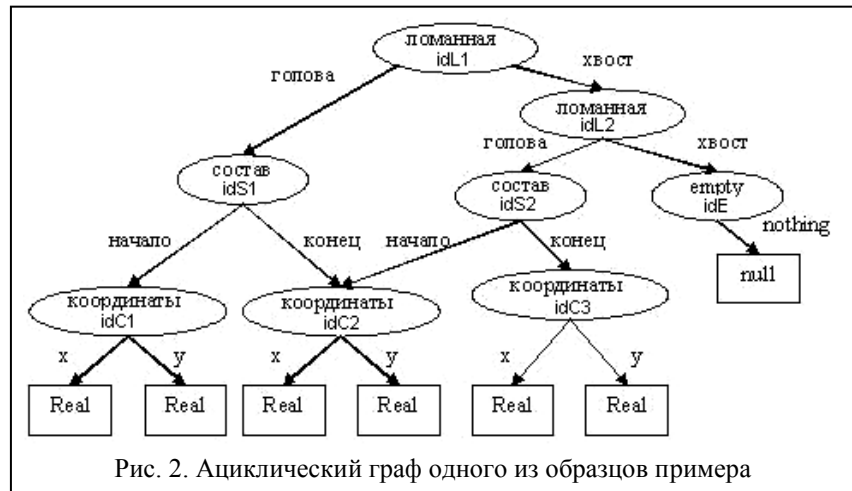 ломанная
idL1
голова
хвост
ломанная
idL2
голова
хвост
состав
idS1
состав
idS2
empty
idE
nothing
начало
конец
начало
конец
null
координаты
idC1
координаты
idC2
координаты
idC3
x
y
x
y
x
y
Real
Real
Real
Real
Real
Real
Рис. 2. Ациклический граф одного из образцов примера